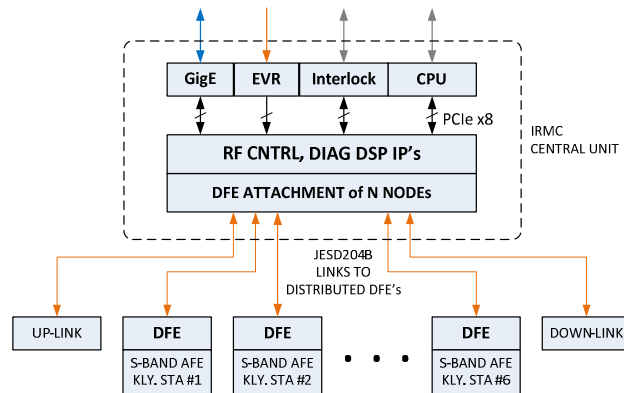 GigE
EVR
Interlock
CPU
PCIe x8
IRMC
CENTRAL UNIT
RF CNTRL, DIAG DSP IP's
DFE ATTACHMENT of N NODEs
JESD204B
LINKS TO
DISTRIBUTED DFE's
UP-LINK
DFE
S-BAND AFE
KLY. STA #1
DFE
S-BAND AFE
KLY. STA #2
DFE
S-BAND AFE
KLY. STA #6
DOWN-LINK